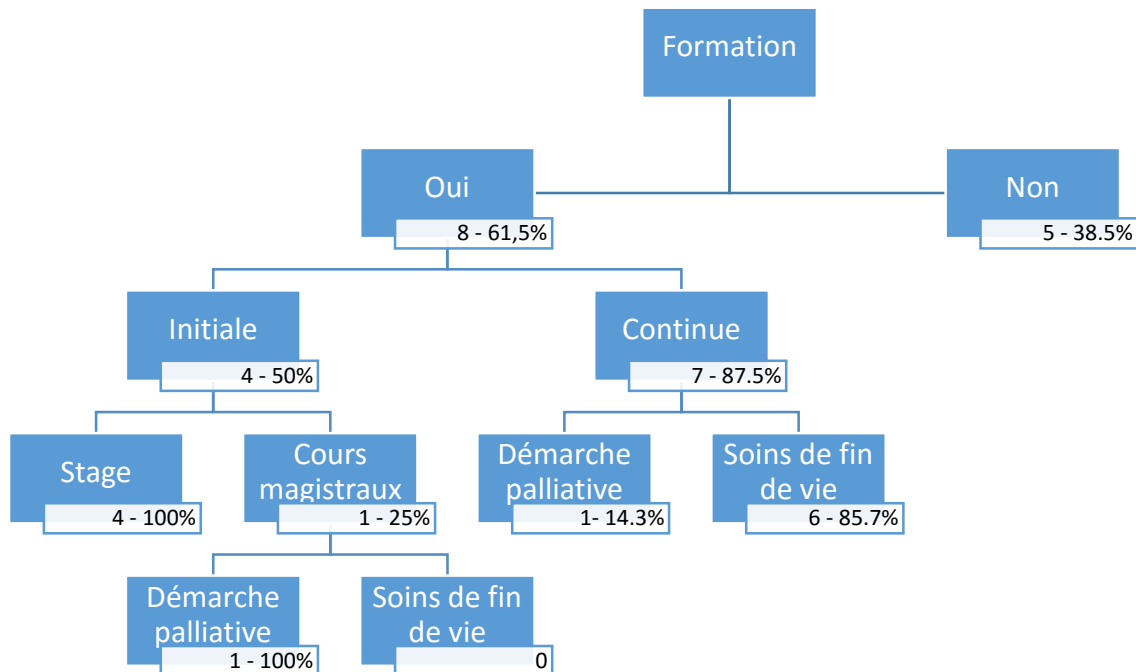 Formation
Oui
8 - 61,5%
Non
5 - 38.5%
Initiale
4 - 50%
Continue
7 - 87.5%
Stage
4 - 100%
Cours
magistraux
1 - 25%
Démarche
palliative
1- 14.3%
Soins de fin
de vie
6 - 85.7%
Démarche
palliative
1 - 100%
Soins de fin
de vie
0